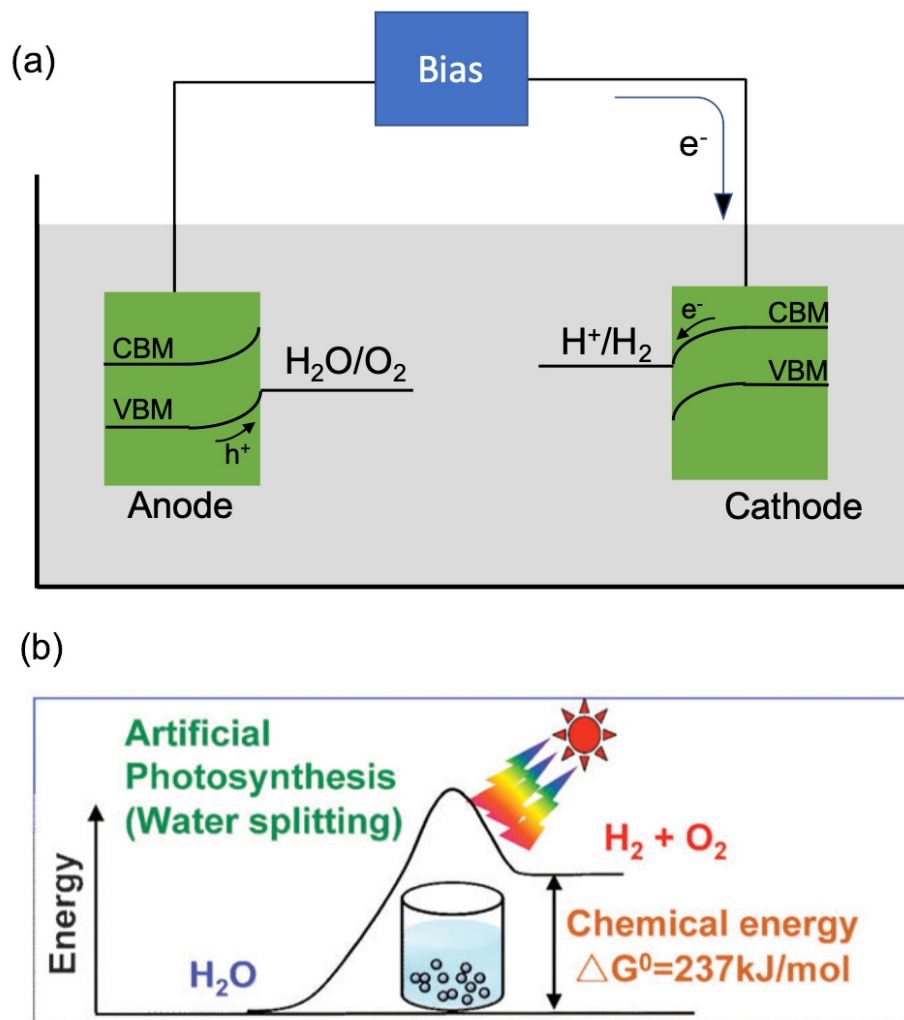 (a)
Bias
e⁻
CBM
VBM
h⁺
H₂O/O₂
Anode
H⁺/H₂
e⁻
CBM
VBM
Cathode
(b)
Artificial
Photosynthesis
(Water splitting)
Energy
H₂O
H₂ + O₂
Chemical energy
△G⁰=237kJ/mol